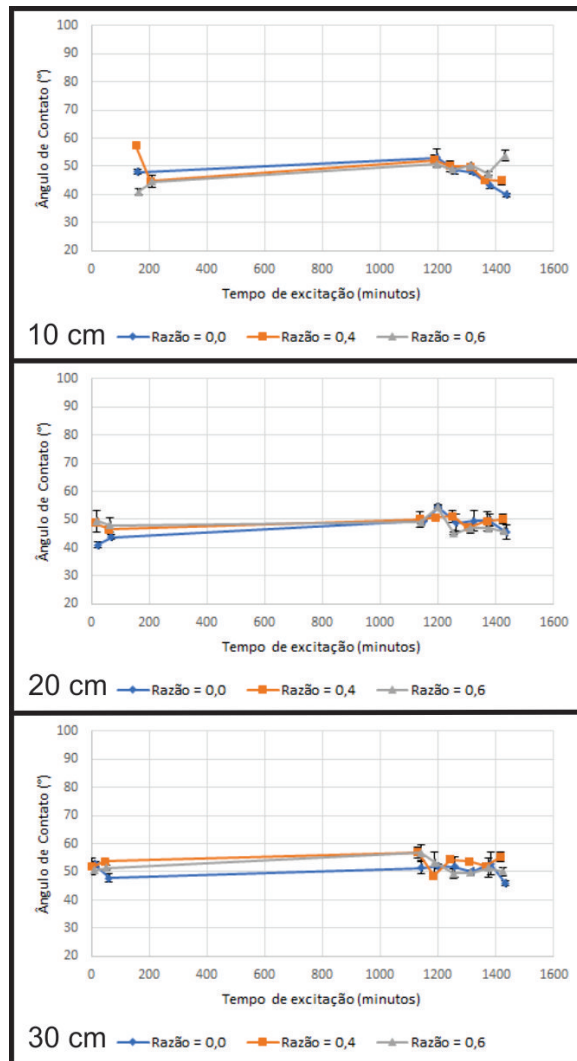 Ângulo de Contato (°)
100
90
80
70
60
50
40
30
20
0 200 400 600 800 1000 1200 1400 1600
Tempo de excitação (minutos)
10 cm Razão = 0,0 Razão = 0,4 Razão = 0,6
Ângulo de Contato (°)
100
90
80
70
60
50
40
30
20
0 200 400 600 800 1000 1200 1400 1600
Tempo de excitação (minutos)
20 cm Razão = 0,0 Razão = 0,4 Razão = 0,6
Ângulo de Contato (°)
100
90
80
70
60
50
40
30
20
0 200 400 600 800 1000 1200 1400 1600
Tempo de excitação (minutos)
30 cm Razão = 0,0 Razão = 0,4 Razão = 0,6